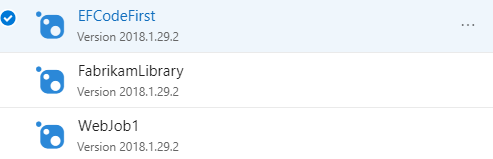 EFCodeFirst
Version 2018.1.29.2
FabrikamLibrary
Version 2018.1.29.2
WebJob1
Version 2018.1.29.2